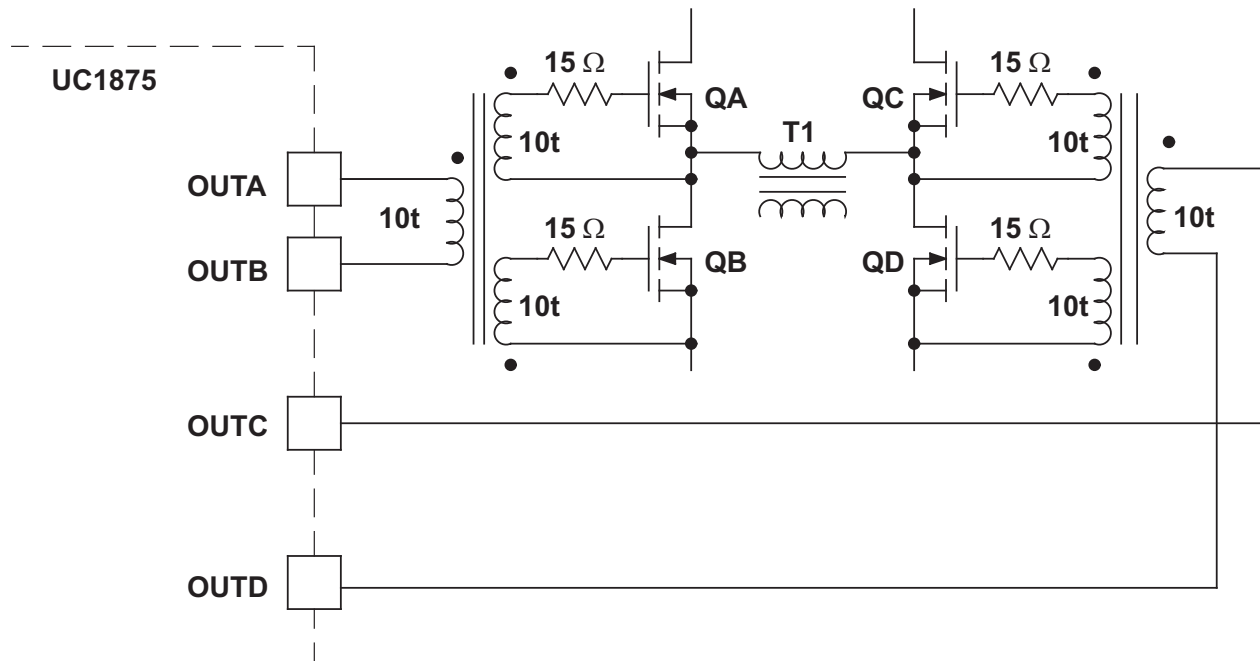 UC1875
15 Ω
QA
QC
15 Ω
T1
10t
10t
OUTA
10t
10t
15 Ω
15 Ω
OUTB
QB
QD
10t
10t
OUTC
OUTD